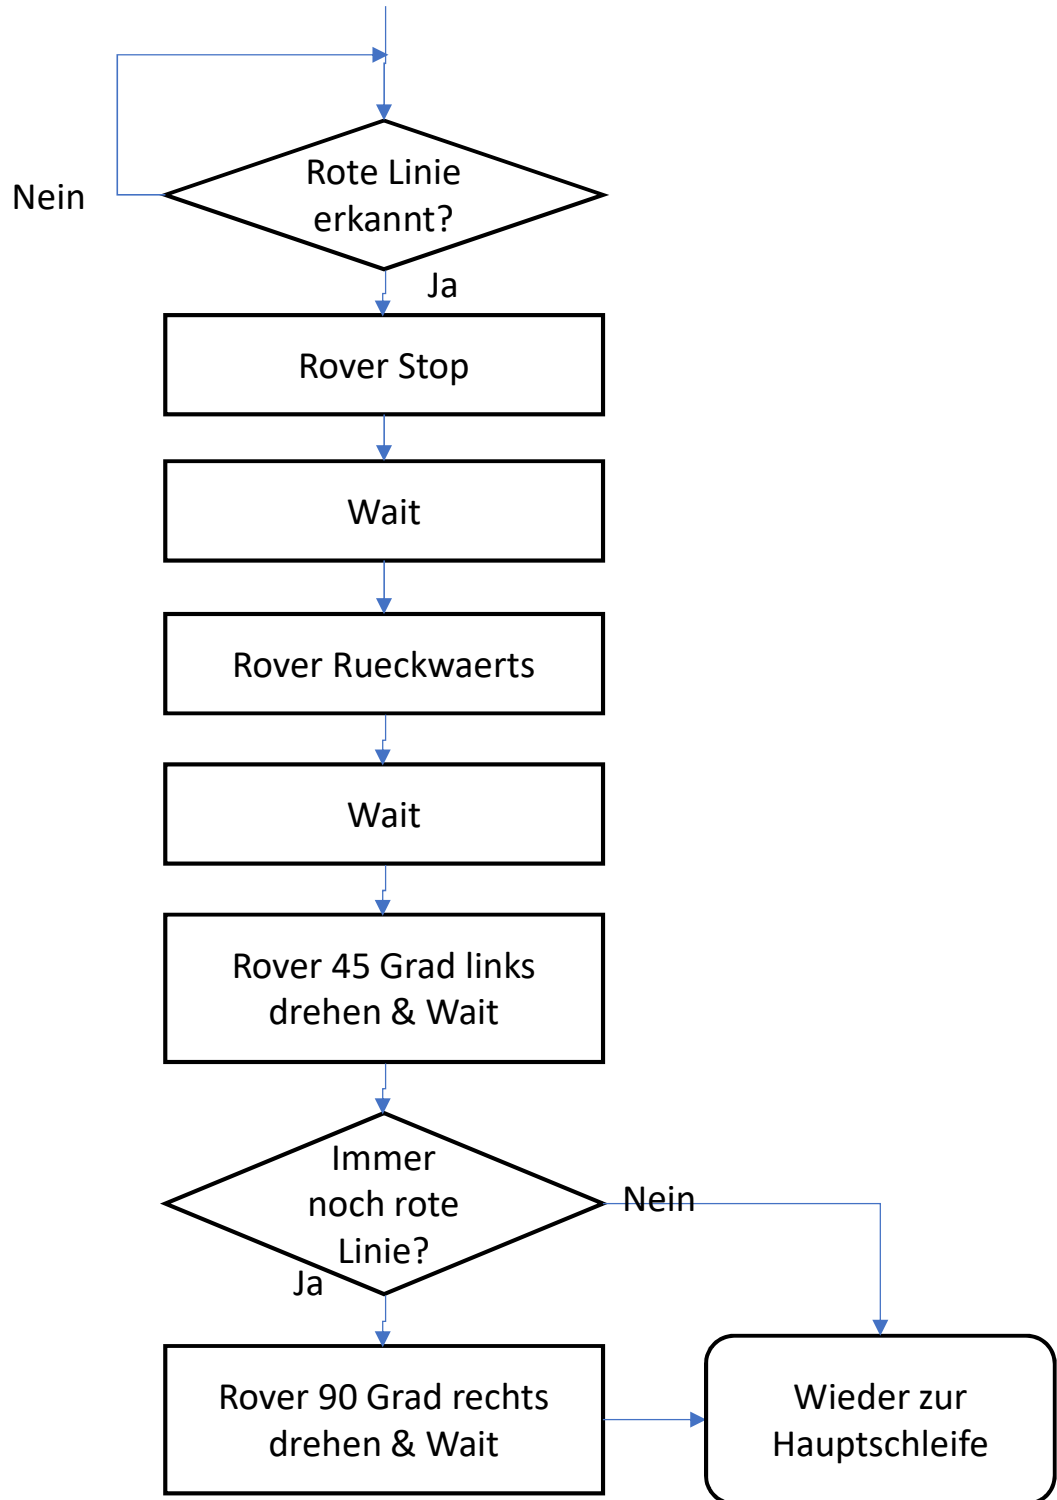 Rote Linie
erkannt?
Nein
Ja
Rover Stop
Wait
Rover Rueckwaerts
Wait
Rover 45 Grad links
drehen & Wait
Immer
noch rote
Linie?
Nein
Ja
Rover 90 Grad rechts
drehen & Wait
Wieder zur
Hauptschleife